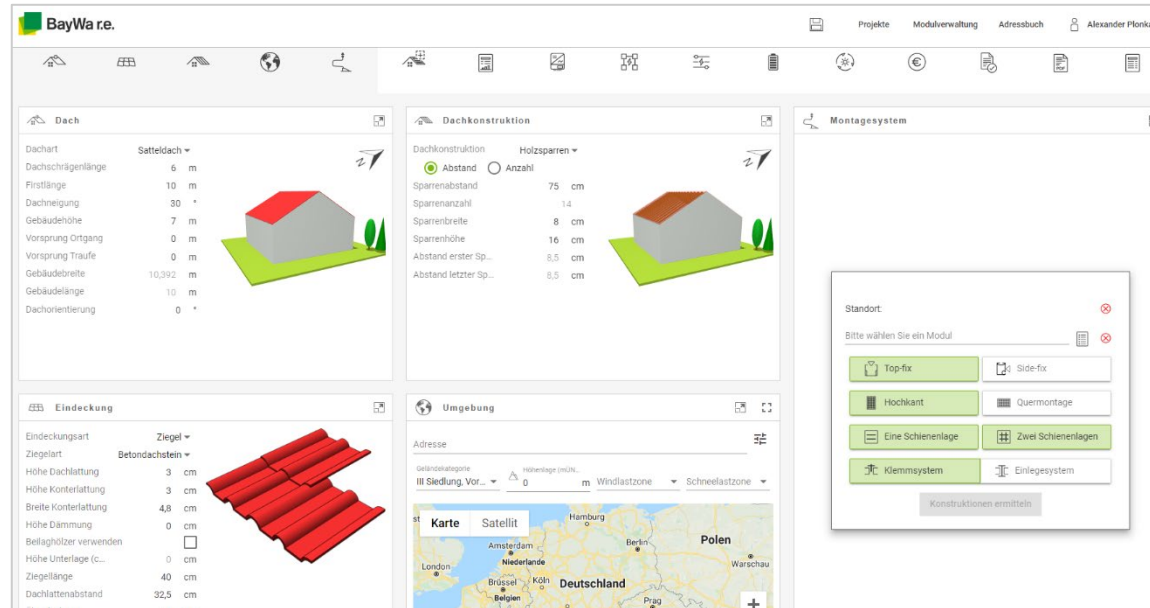 BayWa r.e.
Projekte Modulverwaltung Adressbuch Alexander Plonka
Dach
Dachart Satteldach
Dachschrägenlänge 6 m
Firstlänge 10 m
Dachneigung 30 °
Gebäudehöhe 7 m
Vorsprung Ortgang 0 m
Vorsprung Traufe 0 m
Gebäudebreite 10,392 m
Gebäudelänge 10 m
Dachorientierung 0 °
Dachkonstruktion
Dachkonstruktion Holzsparren
Abstand Anzahl
Sparrenabstand 75 cm
Sparrenanzahl 14
Sparrenbreite 8 cm
Sparrenhöhe 16 cm
Abstand erster Sp... 8,5 cm
Abstand letzter Sp... 8,5 cm
Montagesystem
Standort:
Bitte wählen Sie ein Modul
Top-fix Side-fix
Hochkant Quermontage
Eine Schienenlage Zwei Schienenlagen
Klemmsystem Einlegesystem
Konstruktionen ermitteln
Eindeckung
Eindeckungsart Ziegel
Ziegelart Betondachstein
Höhe Dachlattung 3 cm
Höhe Konterlattung 3 cm
Breite Konterlattung 4,8 cm
Höhe Dämmung 0 cm
Beilaghölzer verwenden
Höhe Unterlage (c... 0 cm
Ziegellänge 40 cm
Dachlattenabstand 32,5 cm
Umgebung
Adresse
Geländekategorie Höhenlage (müN...
III Siedlung, Vor... 0 m Windlastzone Schneelastzone
Karte Satellit
Hamburg
Amsterdam Berlin Polen
London Niederlande Warschau
Brüssel Köln Deutschland
Belgien Prag